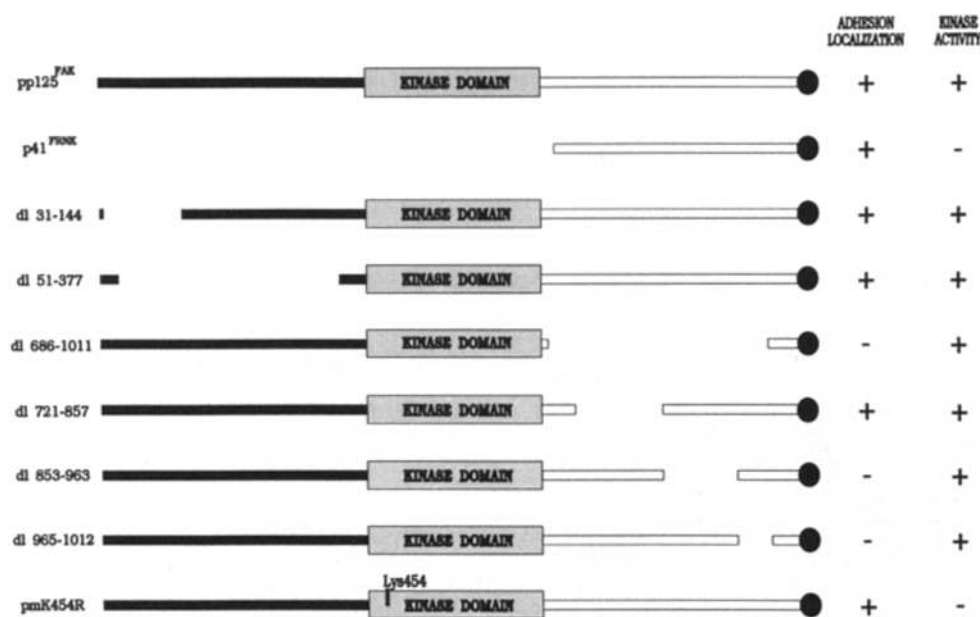 ADHESION LOCALIZATION KINASE ACTIVITY
pp125FAK KINASE DOMAIN + +
p41FRNK + -
dl 31-144 KINASE DOMAIN + +
dl 51-377 KINASE DOMAIN + +
dl 686-1011 KINASE DOMAIN - +
dl 721-857 KINASE DOMAIN + +
dl 853-963 KINASE DOMAIN - +
dl 965-1012 KINASE DOMAIN - +
Lys454
pmK454R KINASE DOMAIN + -